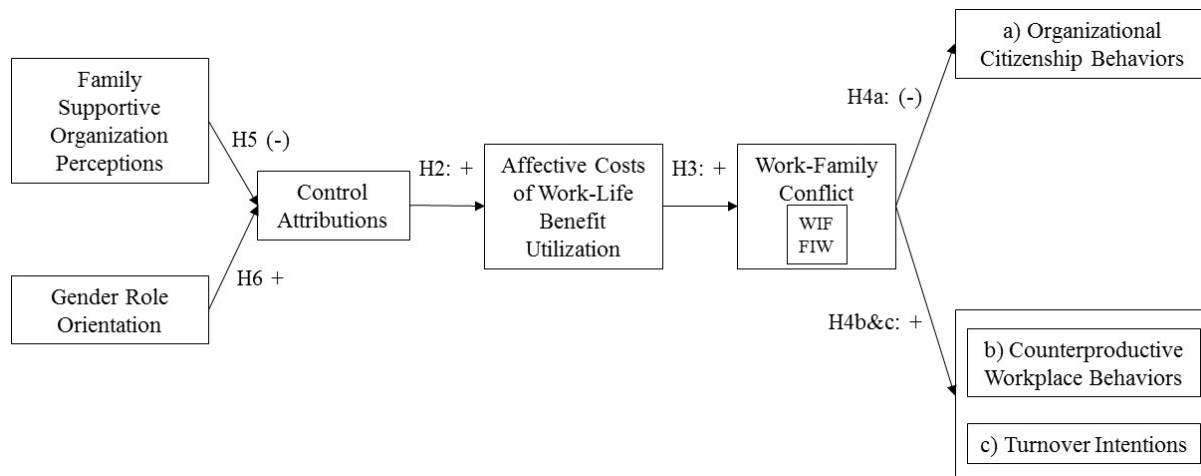 Family
Supportive
Organization
Perceptions
Gender Role
Orientation
H5 (-)
H6 +
Control
Attributions
H2: +
Affective Costs
of Work-Life
Benefit
Utilization
H3: +
Work-Family
Conflict
WIF
FIW
H4a: (-)
H4b&c: +
a) Organizational
Citizenship Behaviors
b) Counterproductive
Workplace Behaviors
c) Turnover Intentions